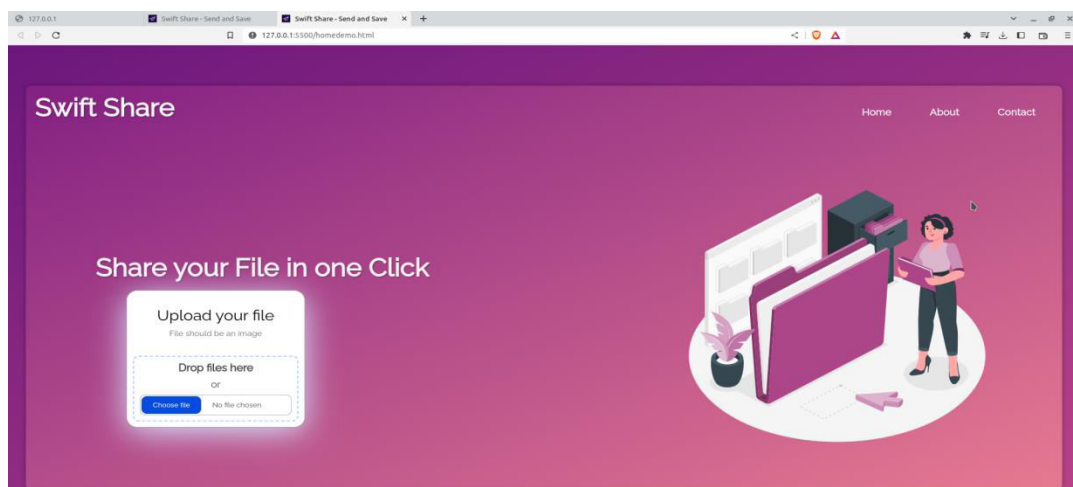 127.0.0.1
Swift Share - Send and Save
Swift Share - Send and Save
127.0.0.1:5500/homedemo.html
Swift Share
Home About Contact
Share your File in one Click
Upload your file
File should be an image
Drop files here
or
Choose file No file chosen